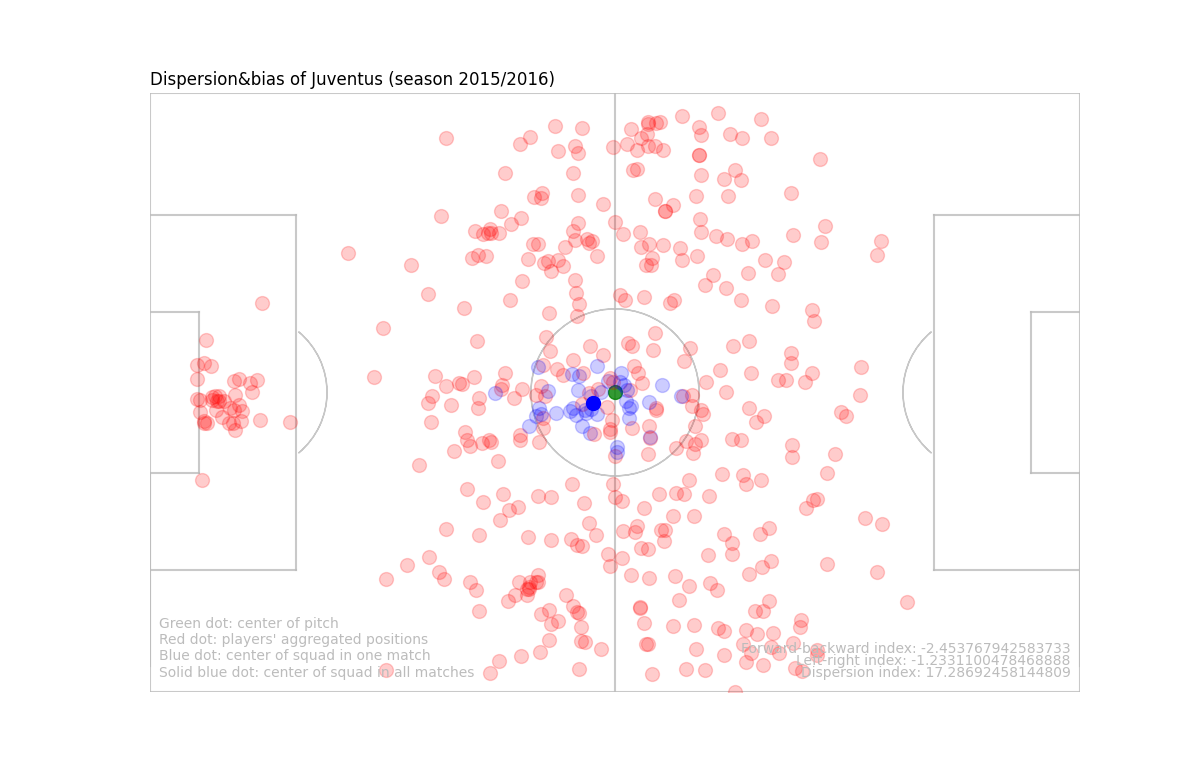 Dispersion&bias of Juventus (season 2015/2016)
Green dot: center of pitch
Red dot: players' aggregated positions
Blue dot: center of squad in one match
Solid blue dot: center of squad in all matches
Forward-backward index: -2.453767942583733
Left-right index: -1.2331100478468888
Dispersion index: 17.28692458144809